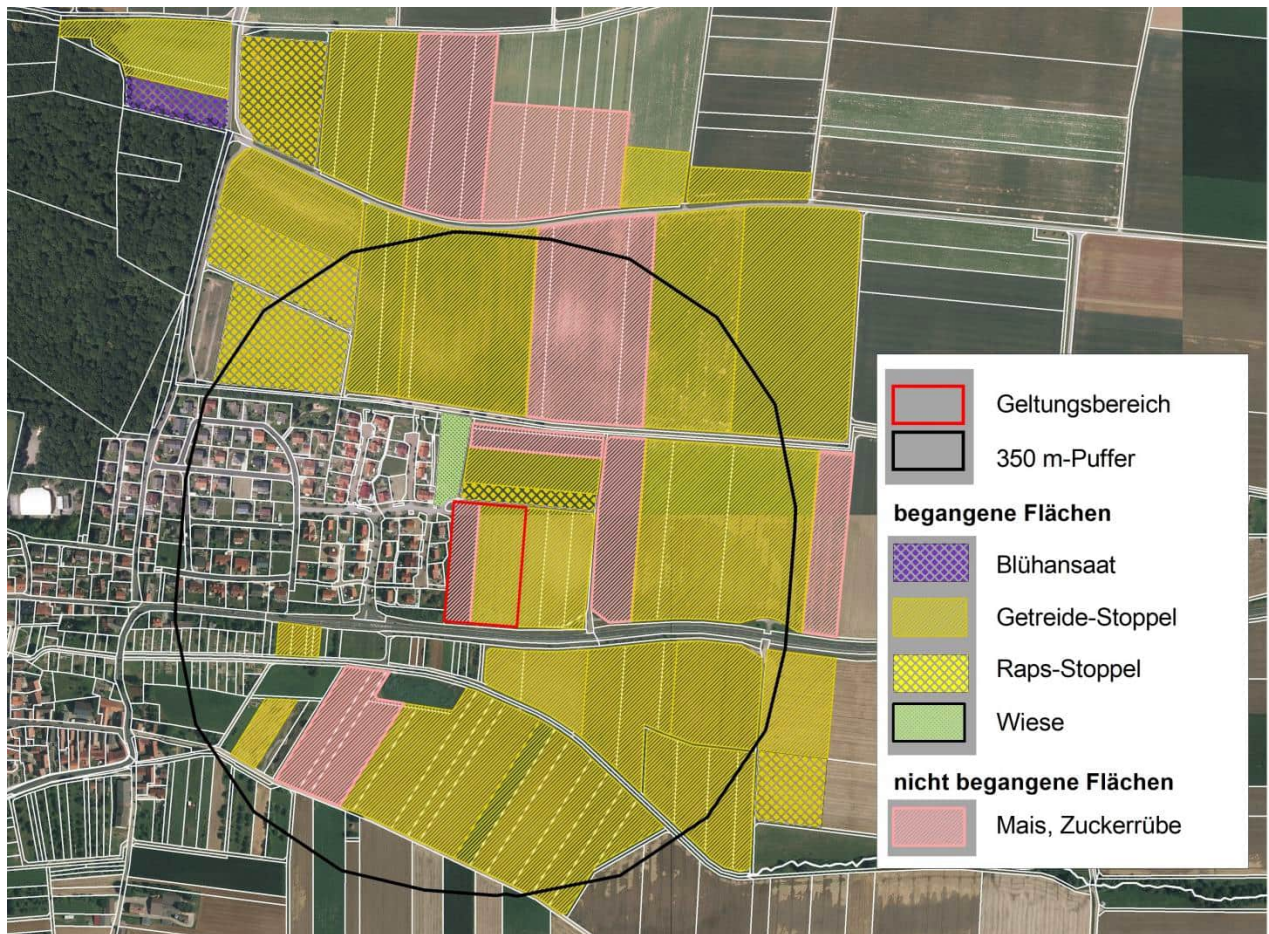 Geltungsbereich
350 m-Puffer
begangene Flächen
Blühansaat
Getreide-Stoppel
Raps-Stoppel
Wiese
nicht begangene Flächen
Mais, Zuckerrübe